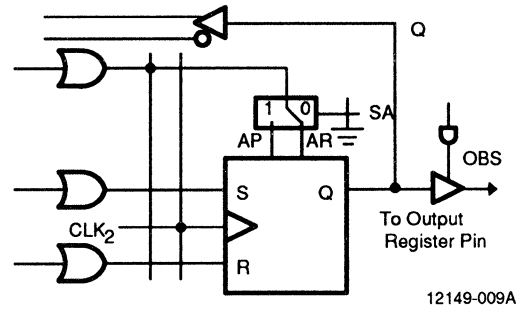 Q
1 0
SA
AP AR
OBS
S Q
CLK2
To Output
Register Pin
R
12149-009A